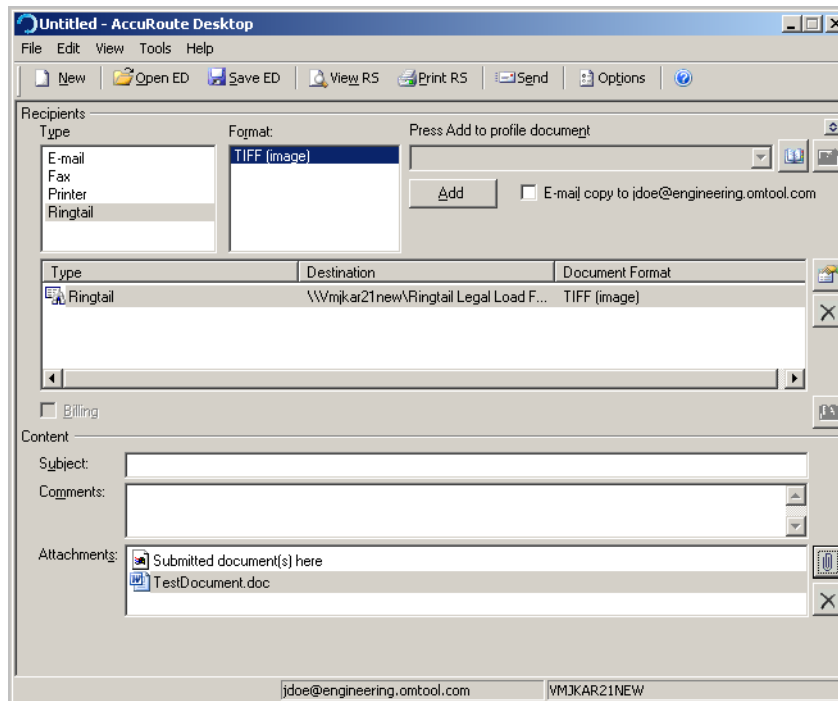 Untitled - AccuRoute Desktop
File Edit View Tools Help
New Open ED Save ED View RS Print RS Send Options
Recipients
Type Format: Press Add to profile document
E-mail
Fax
Printer
Ringtail
TIFF (image)
Add E-mail copy to jdoe@engineering.omtool.com
Type Destination Document Format
Ringtail \\Vmjkar21new\Ringtail Legal Load F... TIFF (image)
Billing
Content
Subject:
Comments:
Attachments: Submitted document(s) here
TestDocument.doc
jdoe@engineering.omtool.com VMJKAR21NEW